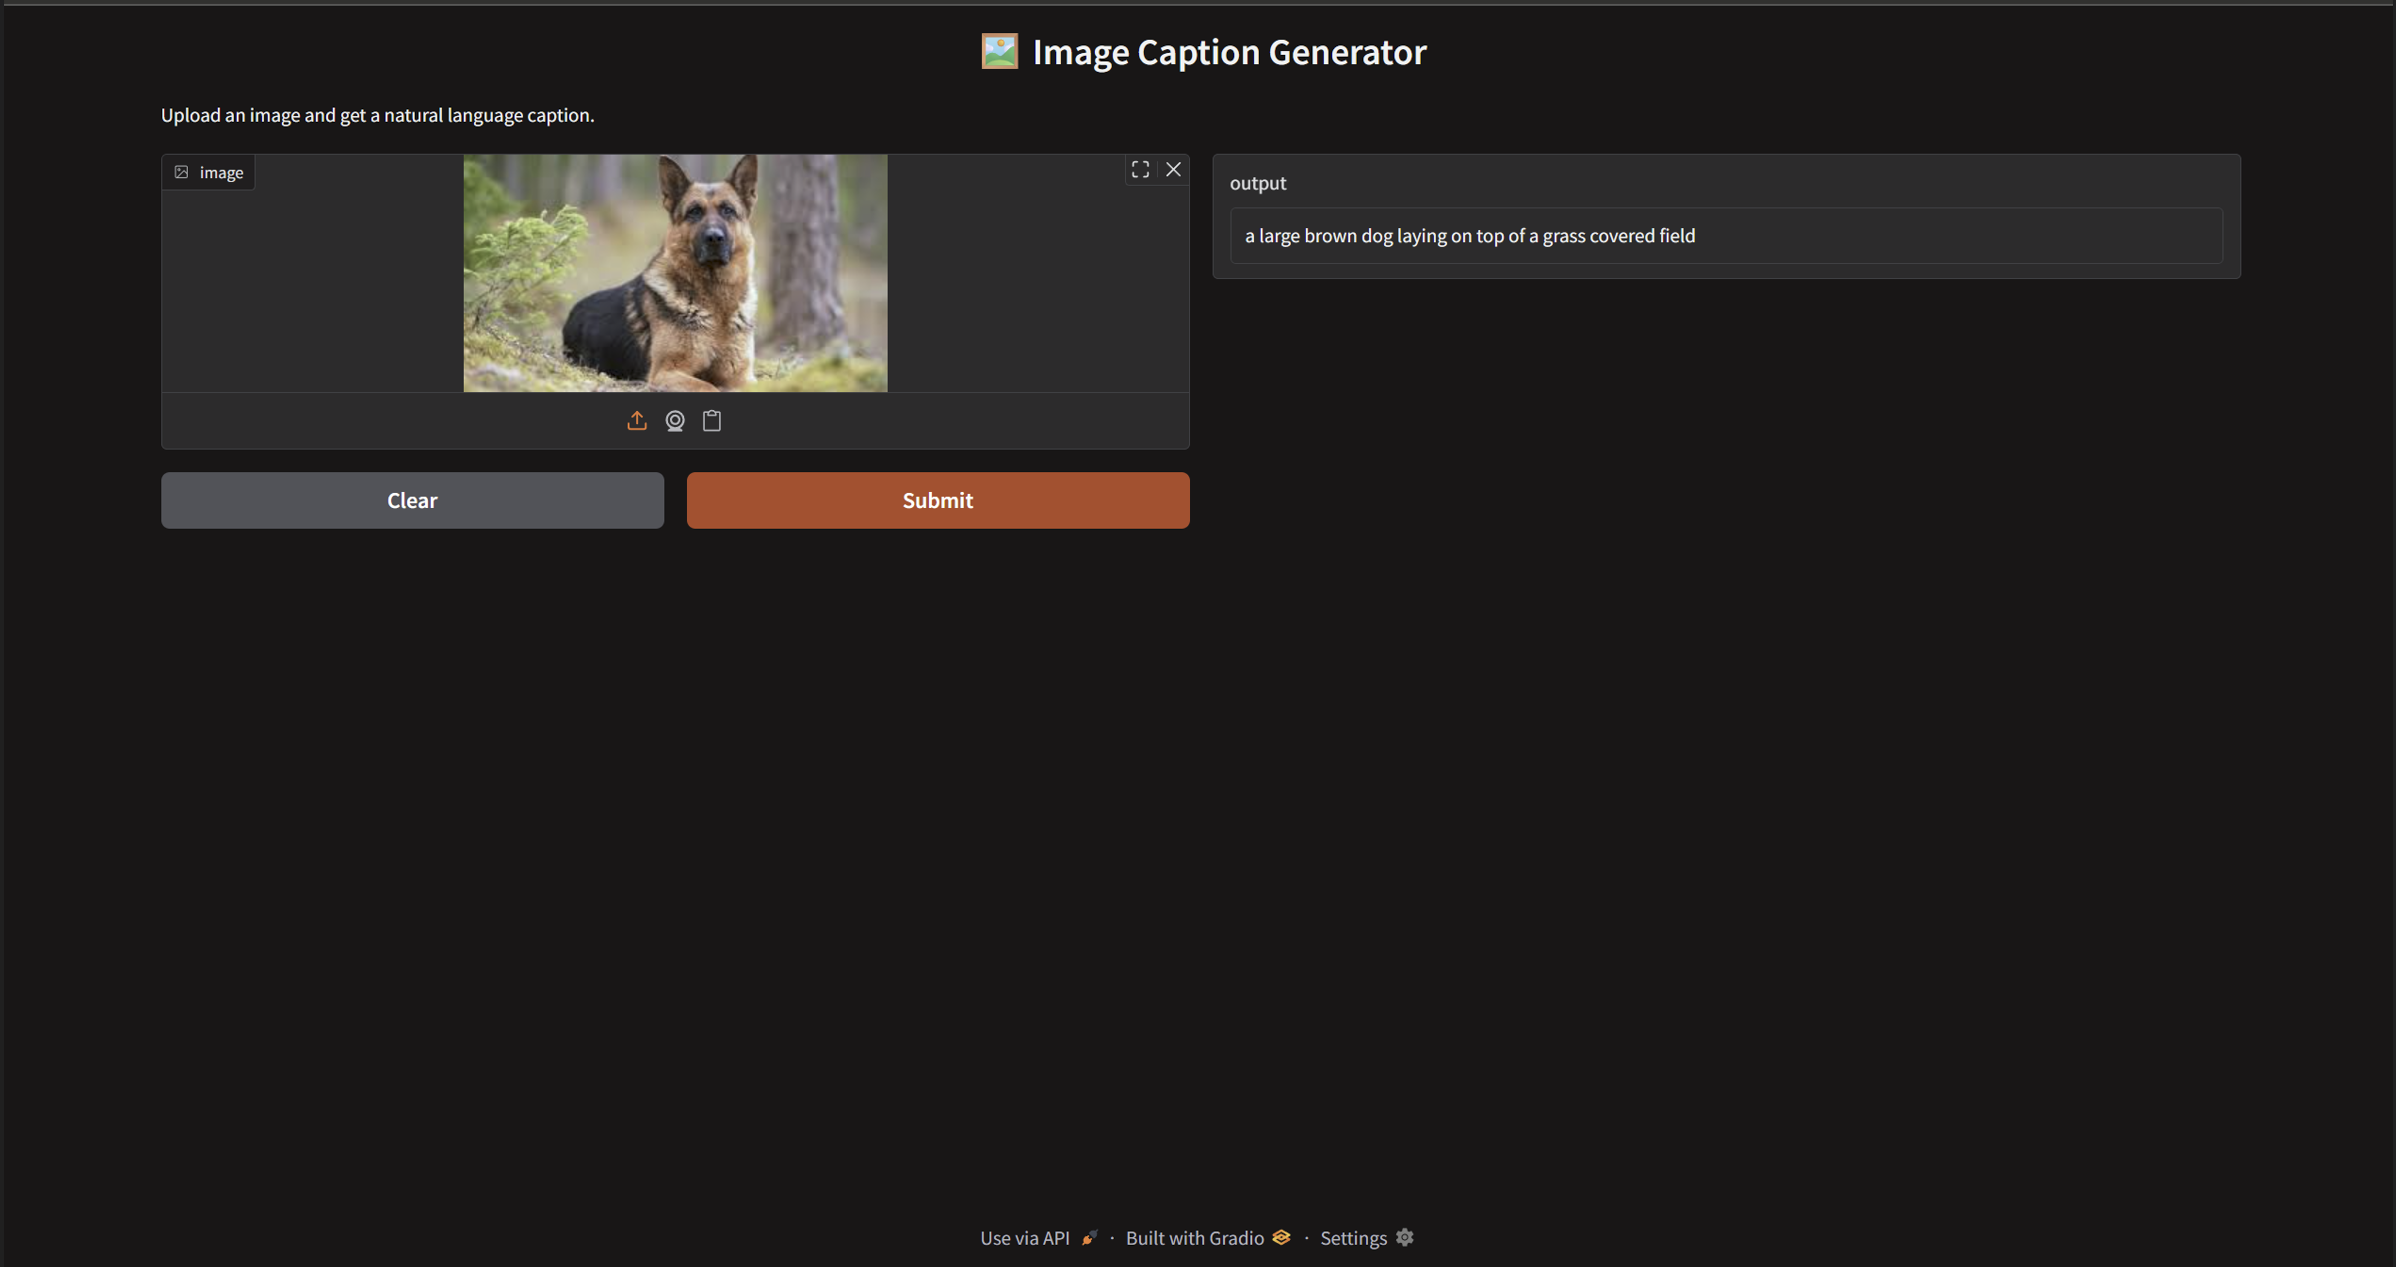 Image Caption Generator
Upload an image and get a natural language caption.
image
output
a large brown dog laying on top of a grass covered field
Clear
Submit
Use via API · Built with Gradio · Settings